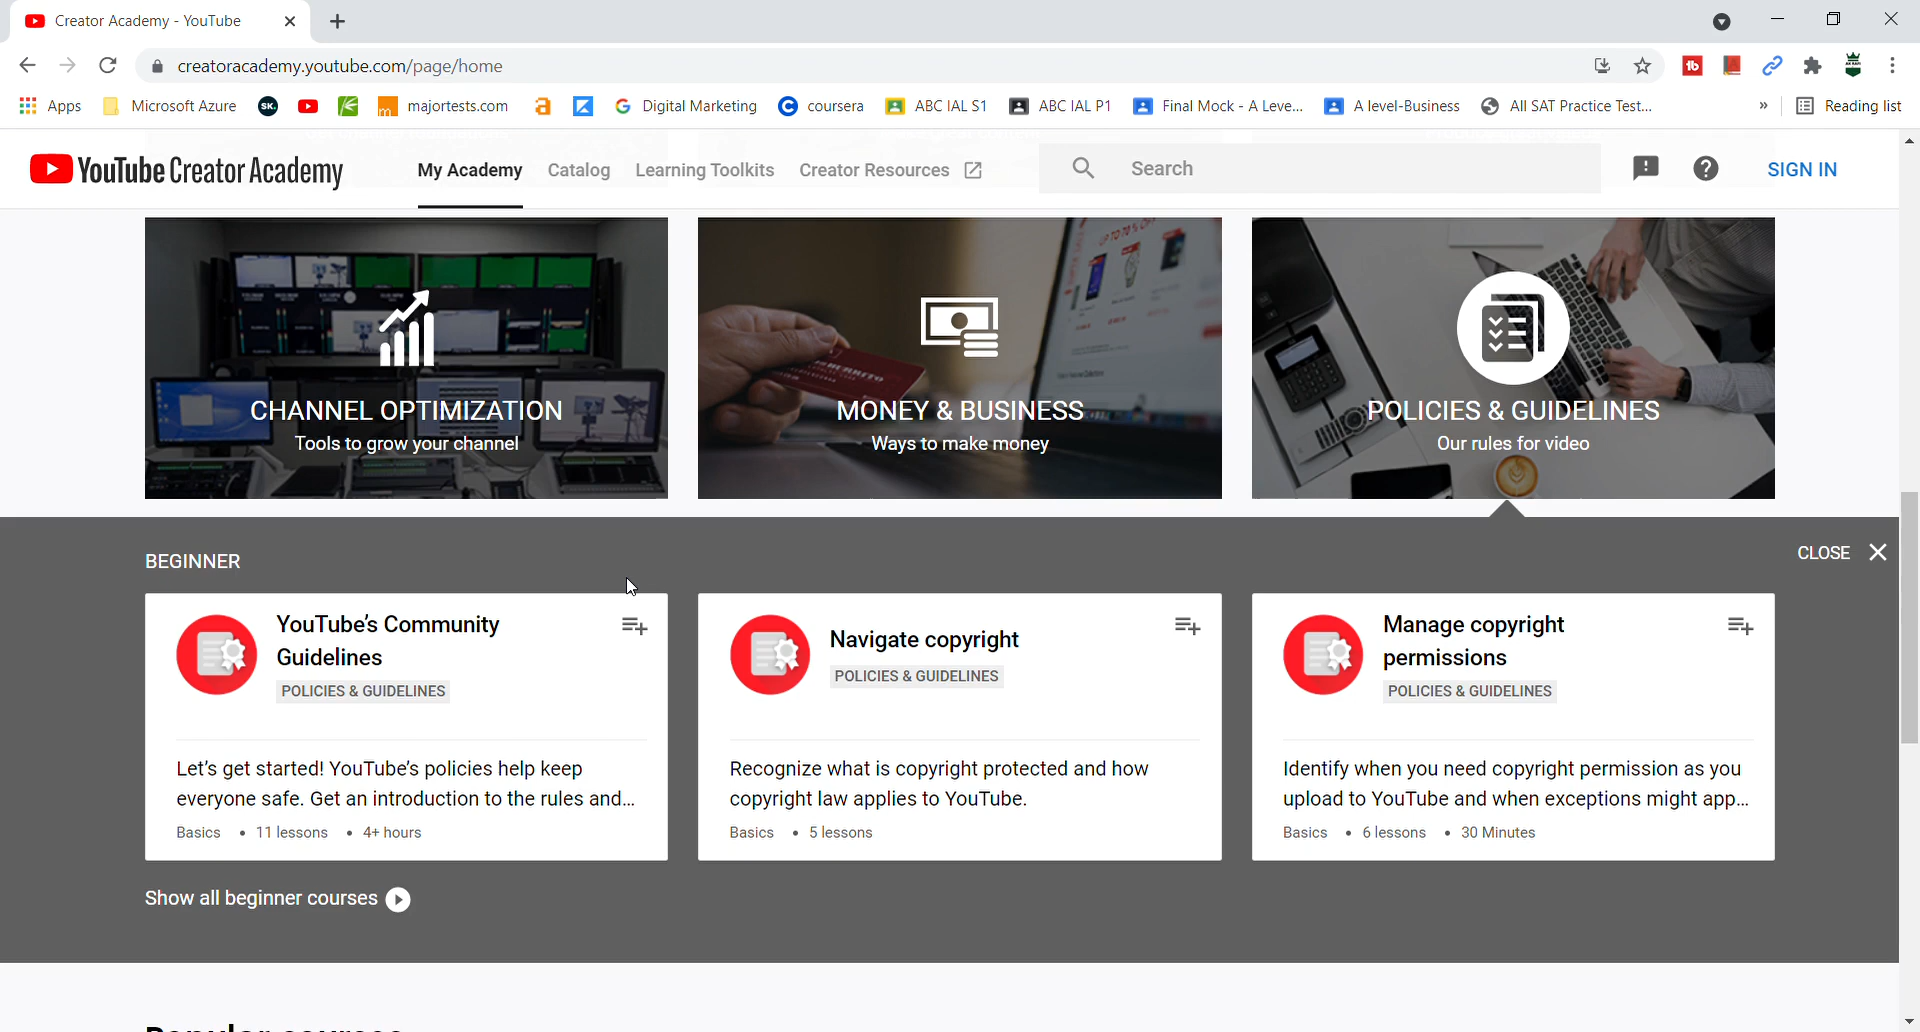 Creator Academy - YouTube
creatoracademy.youtube.com/page/home
Apps
Microsoft Azure
SK.
majortests.com
Digital Marketing
coursera
ABC IAL S1
ABC IAL P1
Final Mock - A Leve...
A level-Business
All SAT Practice Test...
»
Reading list
YouTube Creator Academy
My Academy
Catalog
Learning Toolkits
Creator Resources
Search
SIGN IN
CHANNEL OPTIMIZATION
Tools to grow your channel
MONEY & BUSINESS
Ways to make money
POLICIES & GUIDELINES
Our rules for video
BEGINNER
CLOSE
YouTube's Community
Guidelines
POLICIES & GUIDELINES
Let's get started! YouTube's policies help keep
everyone safe. Get an introduction to the rules and...
Basics • 11 lessons • 4+ hours
Navigate copyright
POLICIES & GUIDELINES
Recognize what is copyright protected and how
copyright law applies to YouTube.
Basics • 5 lessons
Manage copyright
permissions
POLICIES & GUIDELINES
Identify when you need copyright permission as you
upload to YouTube and when exceptions might app...
Basics • 6 lessons • 30 Minutes
Show all beginner courses
Popular courses